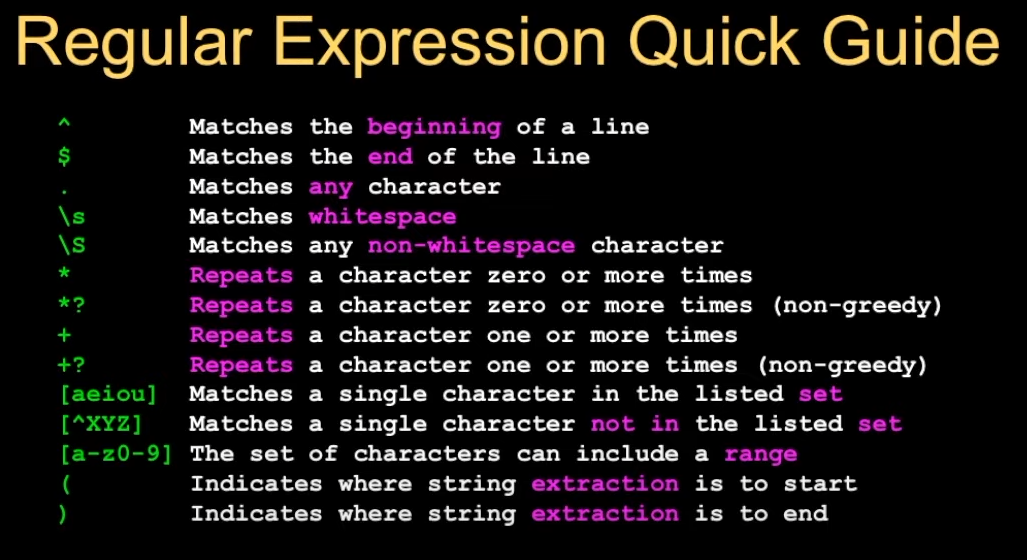 Regular Expression Quick Guide
^ Matches the beginning of a line
$ Matches the end of the line
. Matches any character
\s Matches whitespace
\S Matches any non-whitespace character
* Repeats a character zero or more times
*? Repeats a character zero or more times (non-greedy)
+ Repeats a character one or more times
+? Repeats a character one or more times (non-greedy)
[aeiou] Matches a single character in the listed set
[^XYZ] Matches a single character not in the listed set
[a-z0-9] The set of characters can include a range
( Indicates where string extraction is to start
) Indicates where string extraction is to end